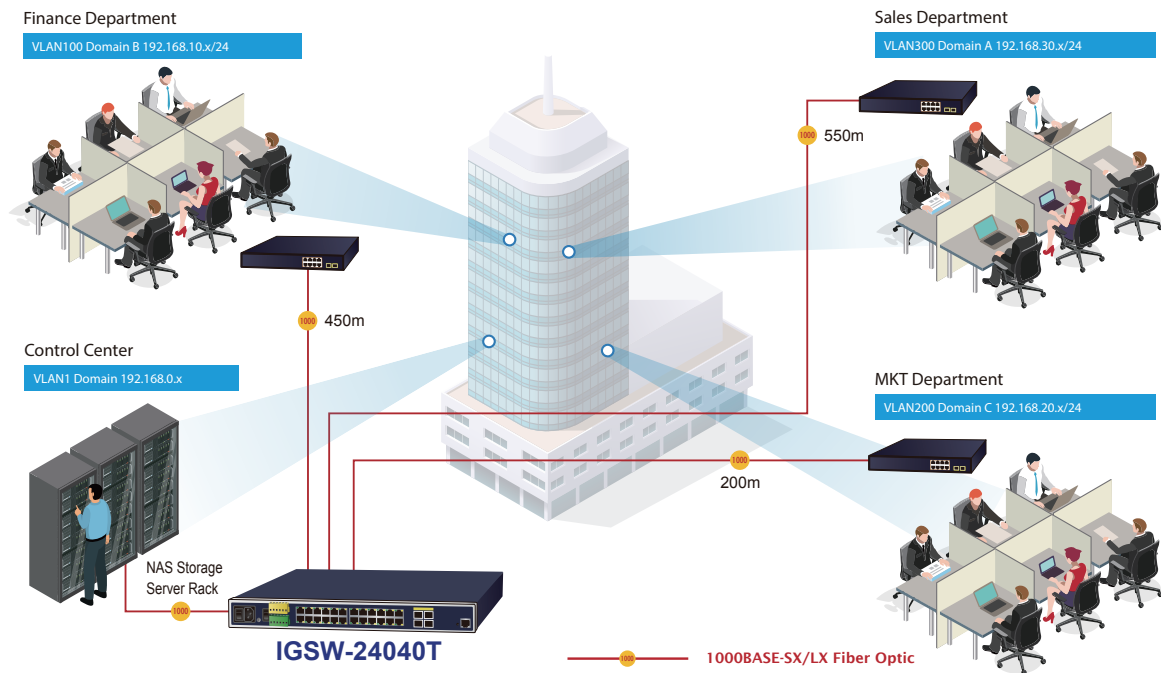 Finance Department
VLAN100 Domain B 192.168.10.x/24
Sales Department
VLAN300 Domain A 192.168.30.x/24
1000
550m
1000
450m
Control Center
VLAN1 Domain 192.168.0.x
MKT Department
VLAN200 Domain C 192.168.20.x/24
1000
200m
NAS Storage
Server Rack
1000
IGSW-24040T
1000
1000BASE-SX/LX Fiber Optic